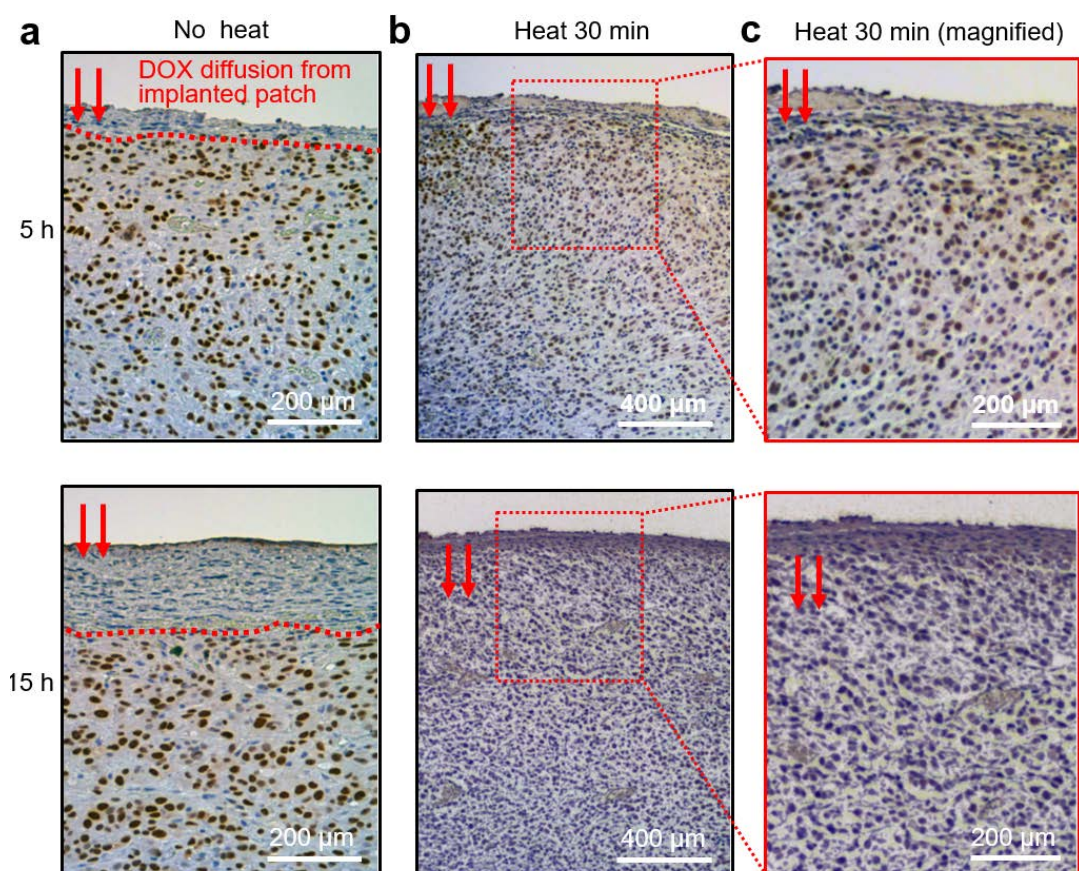 a
No heat
b
Heat 30 min
c
Heat 30 min (magnified)
DOX diffusion from
implanted patch
5 h
200 µm
400 µm
200 µm
15 h
200 µm
400 µm
200 µm